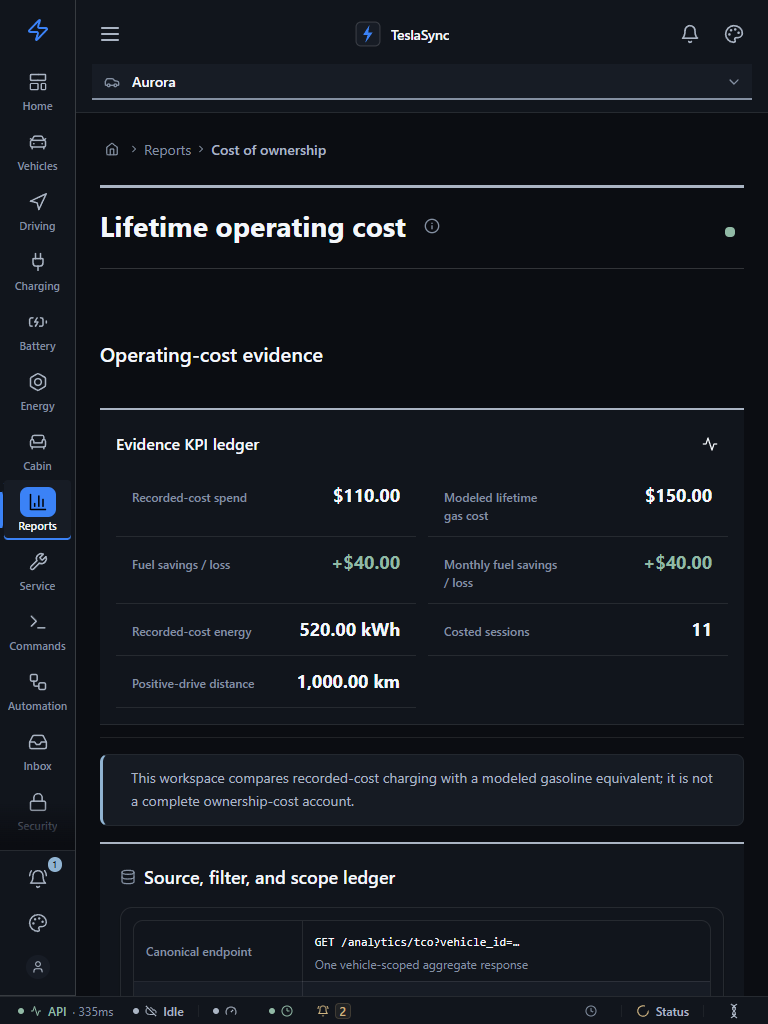 TeslaSync
Aurora
Home
Vehicles
Driving
Charging
Battery
Energy
Cabin
Reports
Service
Commands
Automation
Inbox
Security
1
Reports
Cost of ownership
Lifetime operating cost
Operating-cost evidence
Evidence KPI ledger
Recorded-cost spend
$110.00
Modeled lifetime
gas cost
$150.00
Fuel savings / loss
+$40.00
Monthly fuel savings
/ loss
+$40.00
Recorded-cost energy
520.00 kWh
Costed sessions
11
Positive-drive distance
1,000.00 km
This workspace compares recorded-cost charging with a modeled gasoline equivalent; it is not
a complete ownership-cost account.
Source, filter, and scope ledger
Canonical endpoint
GET /analytics/tco?vehicle_id=…
One vehicle-scoped aggregate response
API · 335ms
Idle
2
Status